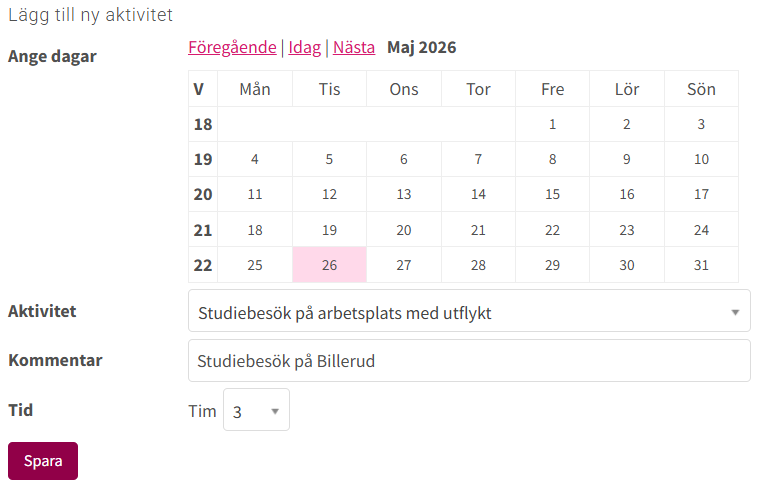 Lägg till ny aktivitet
Ange dagar
Föregående | Idag | Nästa Maj 2026
V Mån Tis Ons Tor Fre Lör Sön
18 1 2 3
19 4 5 6 7 8 9 10
20 11 12 13 14 15 16 17
21 18 19 20 21 22 23 24
22 25 26 27 28 29 30 31
Aktivitet Studiebesök på arbetsplats med utflykt
Kommentar Studiebesök på Billerud
Tid Tim 3
Spara